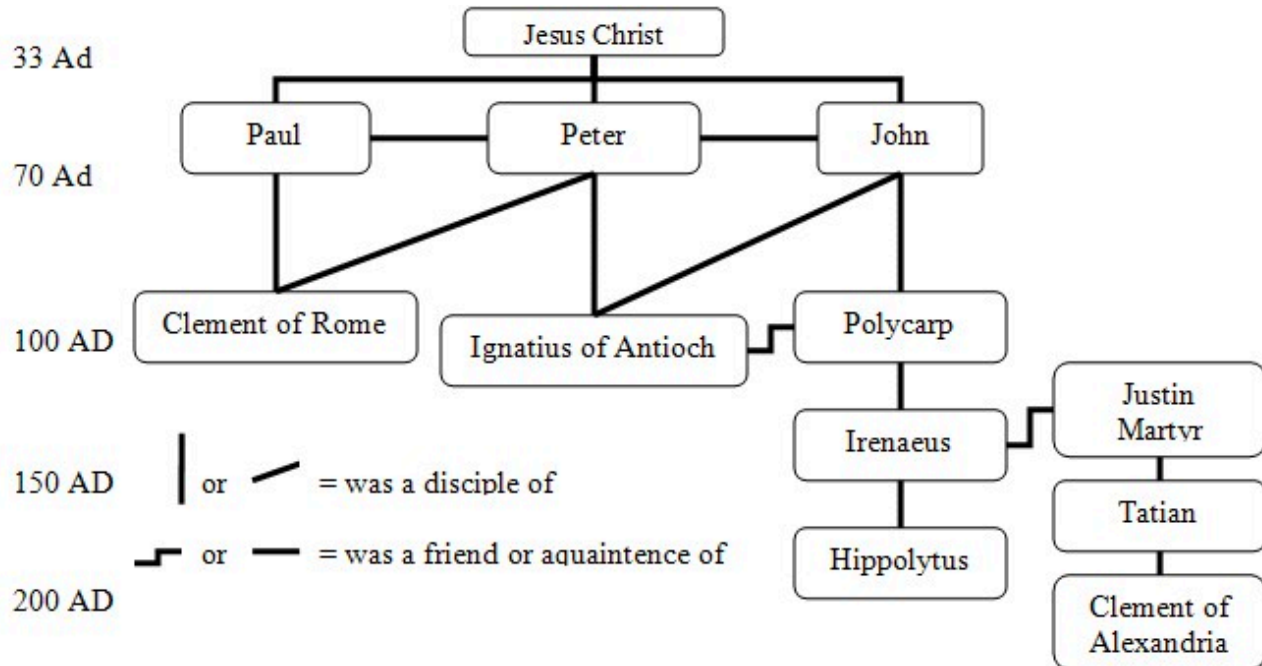 Jesus Christ
33 Ad
Paul
Peter
John
70 Ad
Clement of Rome
Ignatius of Antioch
Polycarp
100 AD
Justin
Martyr
Irenaeus
150 AD
or
= was a disciple of
Tatian
or
= was a friend or aquaintence of
Hippolytus
200 AD
Clement of
Alexandria